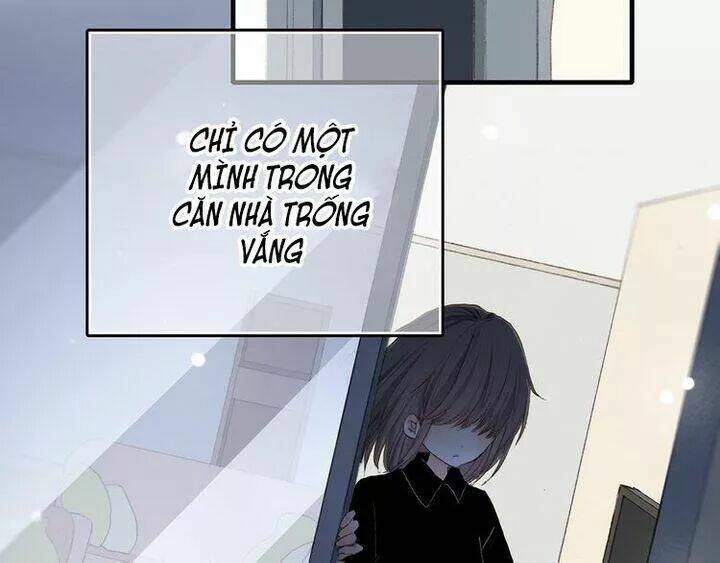 CHỈ CÓ MỘT
MÌNH TRONG
CĂN NHÀ TRỐNG
VẮNG